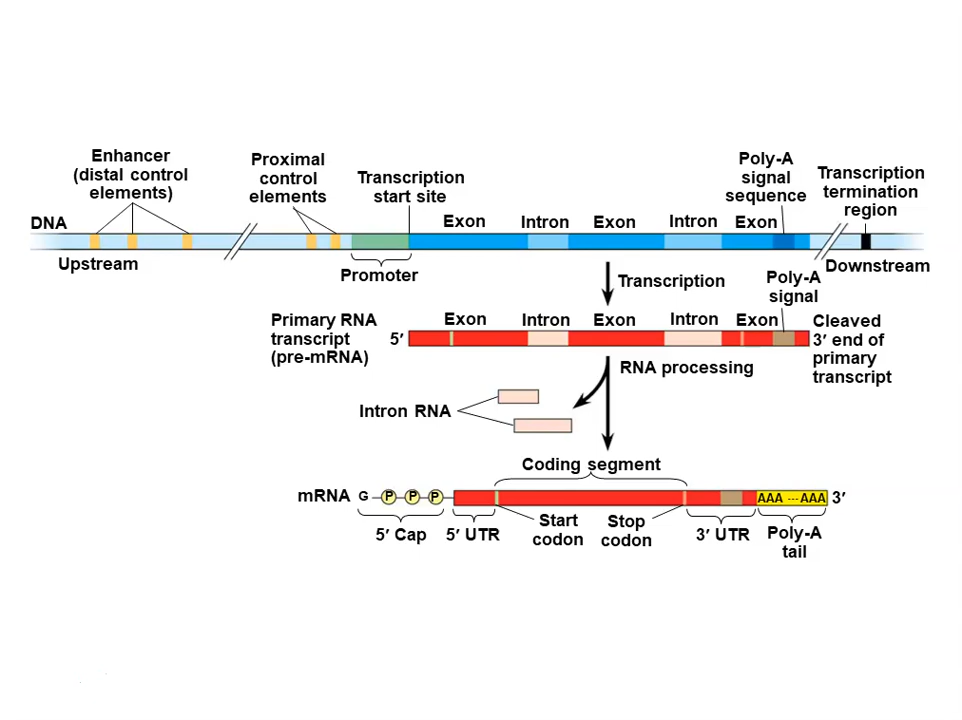 Enhancer
(distal control
elements)
Proximal
control
elements
Transcription
start site
Poly-A
signal
sequence
Transcription
termination
region
DNA
Exon
Intron
Exon
Intron
Exon
Upstream
Promoter
Downstream
Transcription
Poly-A
signal
Primary RNA
transcript
(pre-mRNA)
5′
Exon
Intron
Exon
Intron
Exon
Cleaved
3′ end of
primary
transcript
RNA processing
Intron RNA
Coding segment
mRNA
G
P
P
P
AAA ··· AAA
3′
5′ Cap
5′ UTR
Start
codon
Stop
codon
3′ UTR
Poly-A
tail